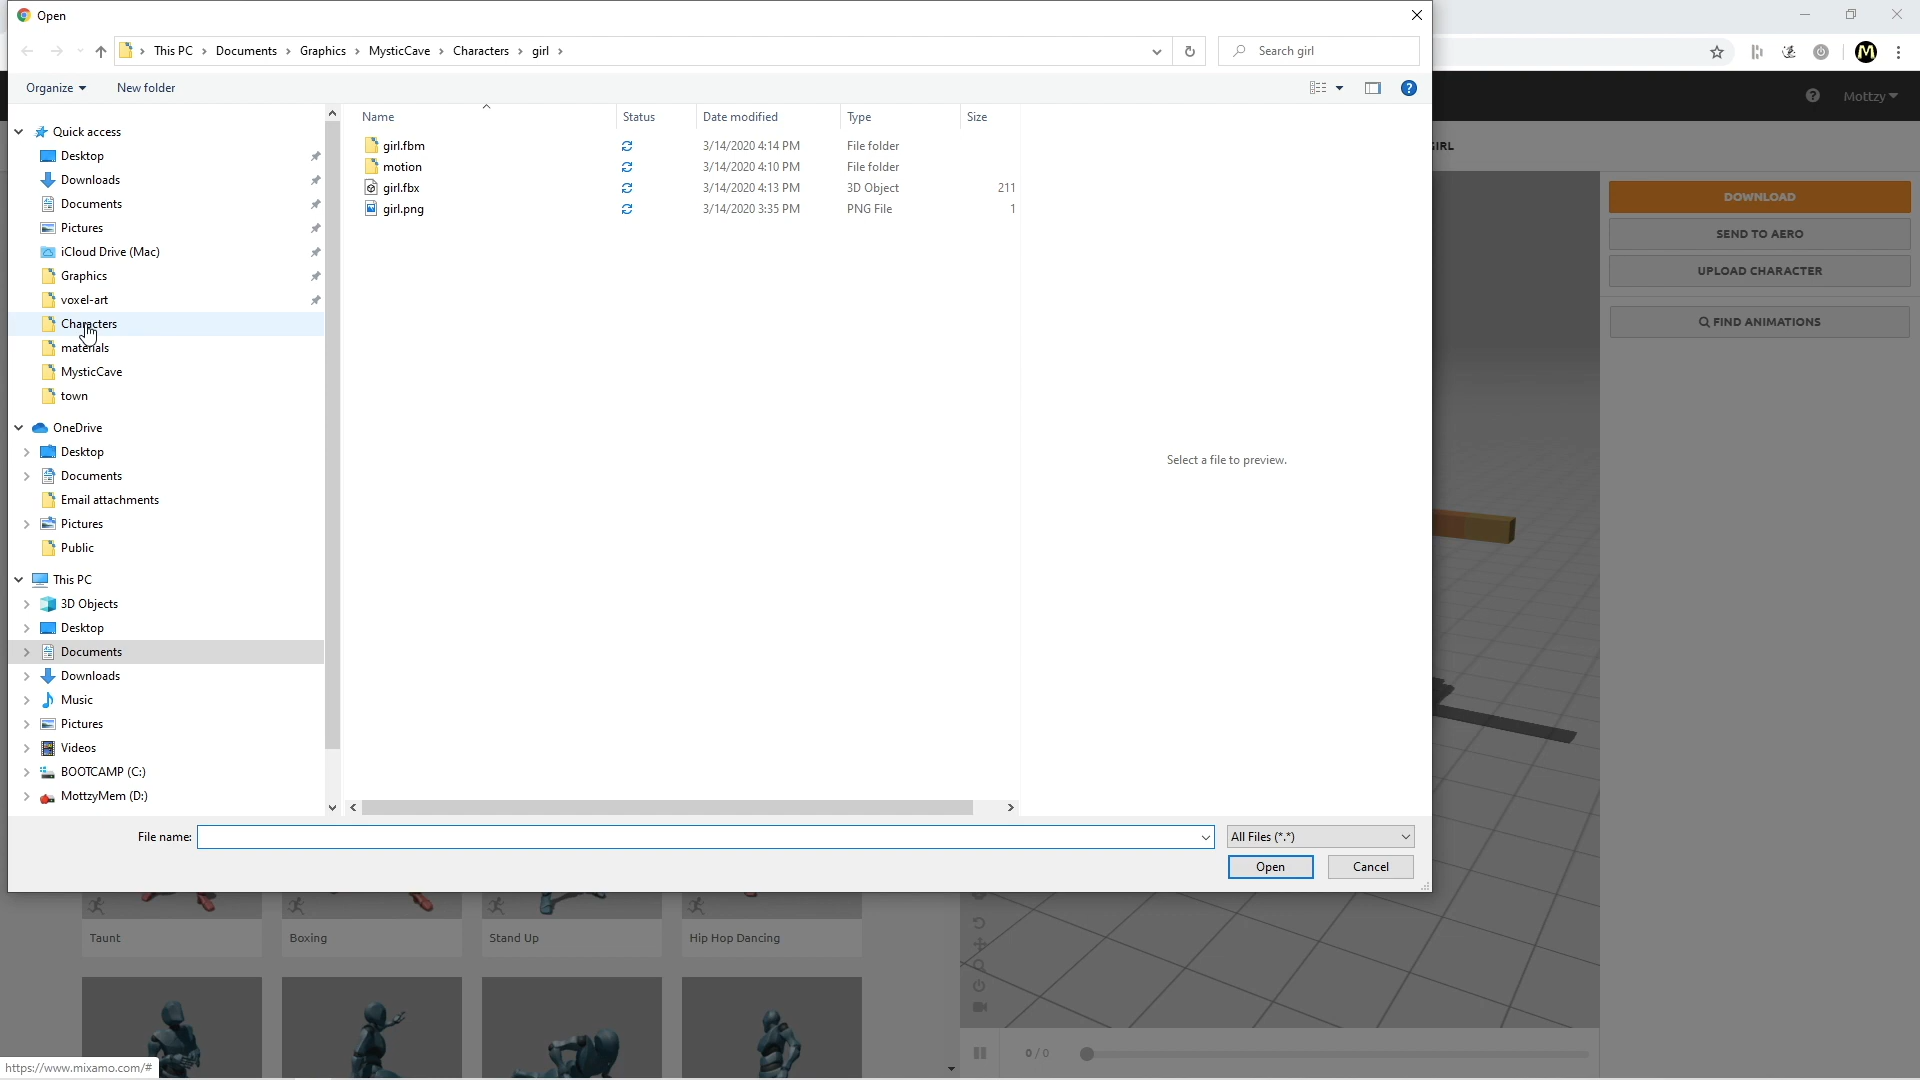 Open
This PC > Documents > Graphics > MysticCave > Characters > girl >
Search girl
Organize
New folder
Mottzy
Name
Status
Date modified
Type
Size
Quick access
Desktop
Downloads
Documents
Pictures
iCloud Drive (Mac)
Graphics
voxel-art
Characters
materials
MysticCave
town
girl.fbm 3/14/2020 4:14 PM File folder
motion 3/14/2020 4:10 PM File folder
girl.fbx 3/14/2020 4:13 PM 3D Object 211
girl.png 3/14/2020 3:35 PM PNG File 1
OneDrive
Desktop
Documents
Email attachments
Pictures
Public
This PC
3D Objects
Desktop
Documents
Downloads
Music
Pictures
Videos
BOOTCAMP (C:)
MottzyMem (D:)
Select a file to preview.
File name:
All Files (*.*)
Open
Cancel
GIRL
DOWNLOAD
SEND TO AERO
UPLOAD CHARACTER
FIND ANIMATIONS
Taunt
Boxing
Stand Up
Hip Hop Dancing
0 / 0
https://www.mixamo.com/#